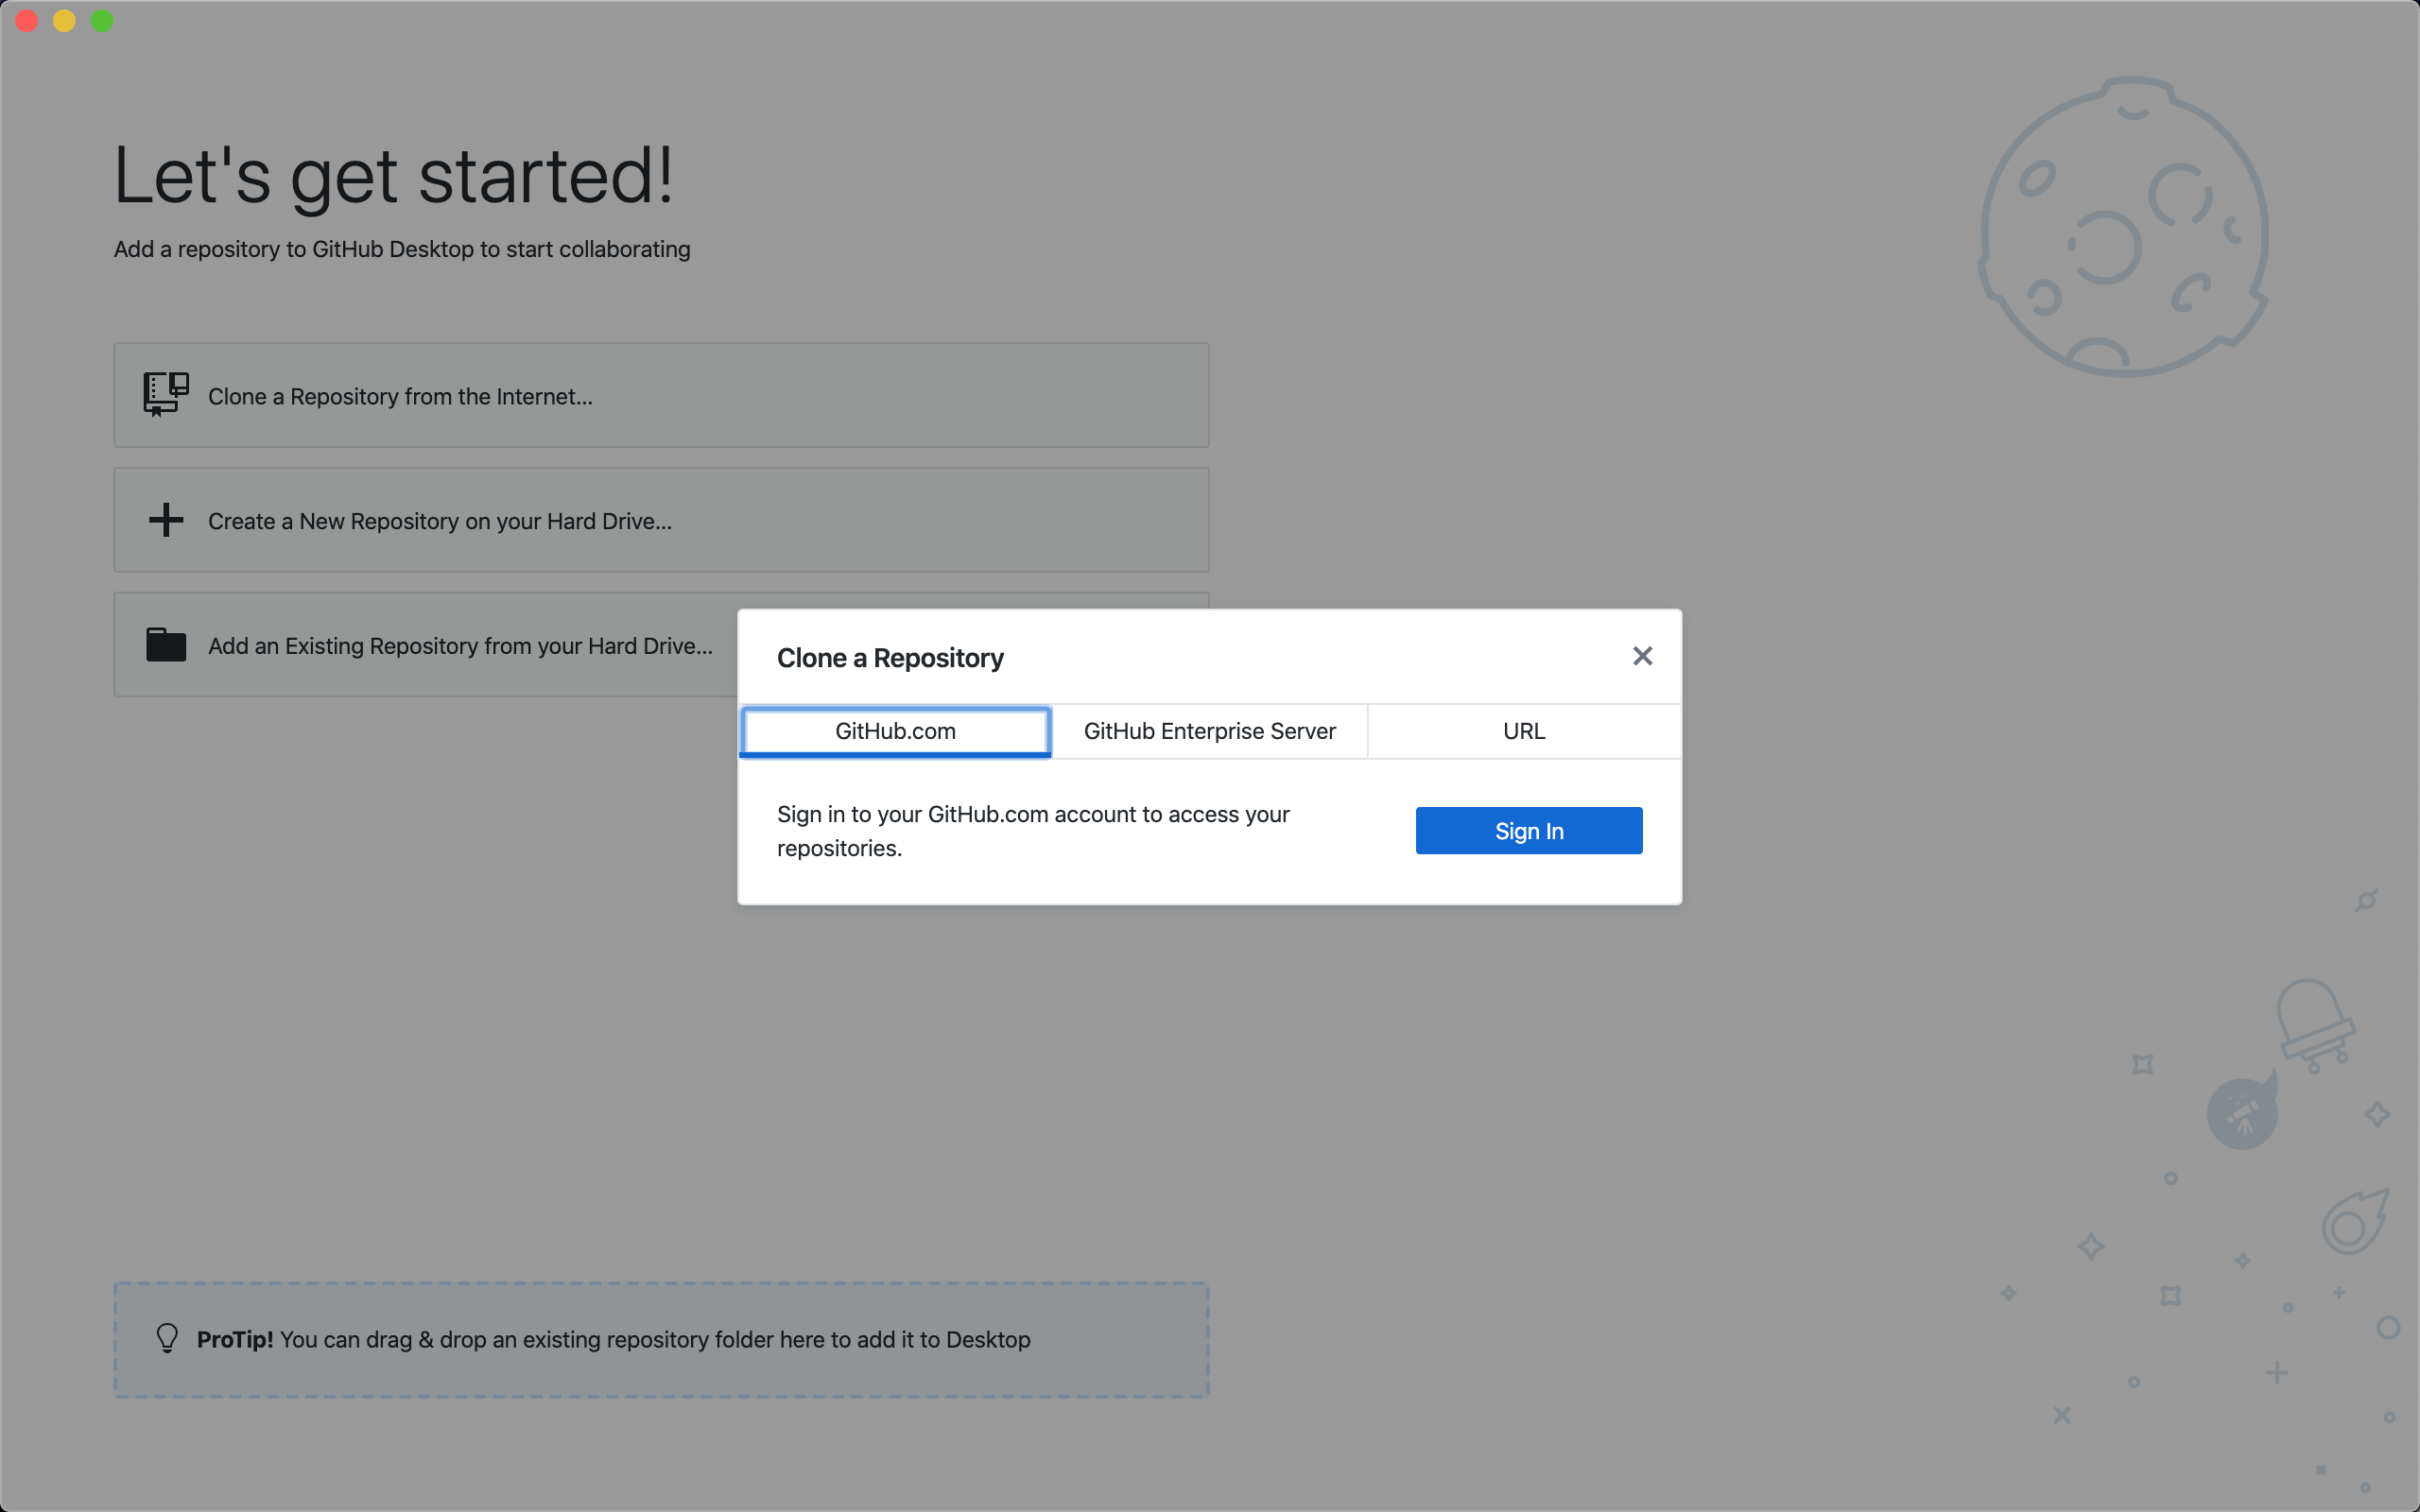 Let's get started!
Add a repository to GitHub Desktop to start collaborating
Clone a Repository from the Internet...
Create a New Repository on your Hard Drive...
Add an Existing Repository from your Hard Drive...
Clone a Repository
GitHub.com
GitHub Enterprise Server
URL
Sign in to your GitHub.com account to access your
repositories.
Sign In
ProTip! You can drag & drop an existing repository folder here to add it to Desktop